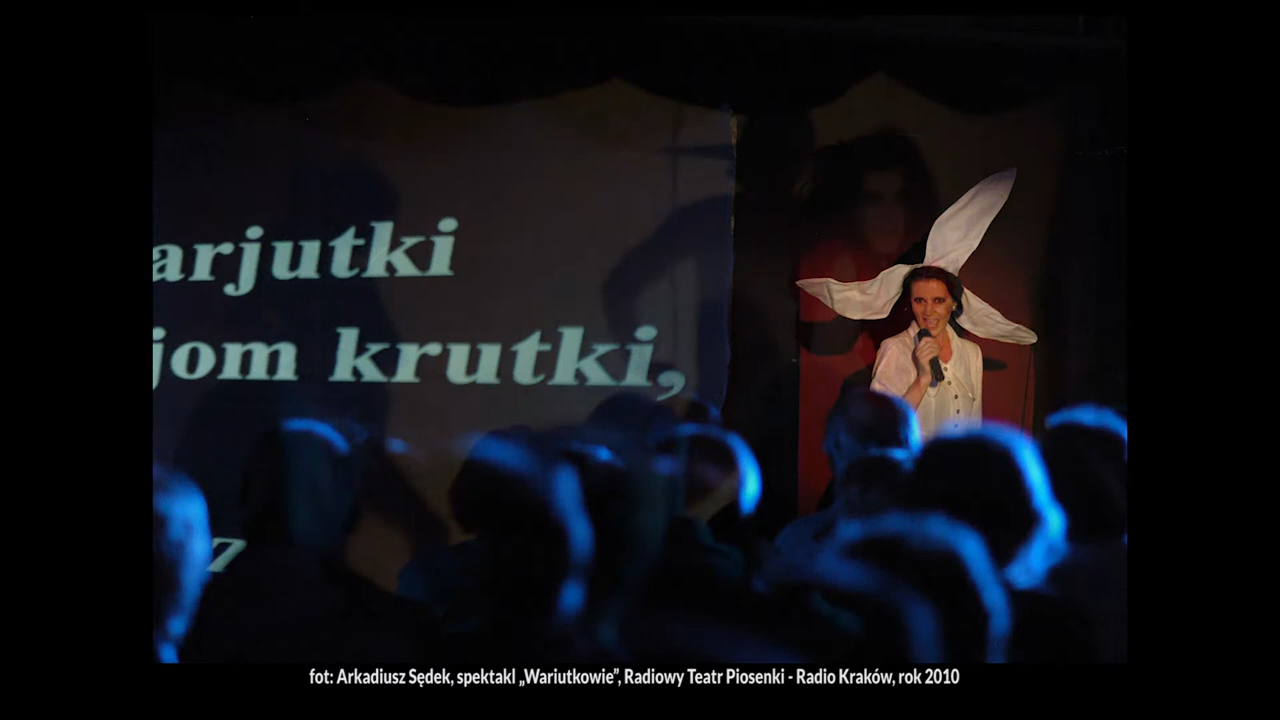 arjutki
jom krutki,
z
fot: Arkadiusz Sędek, spektakl „Wariutkowie”, Radiowy Teatr Piosenki - Radio Kraków, rok 2010